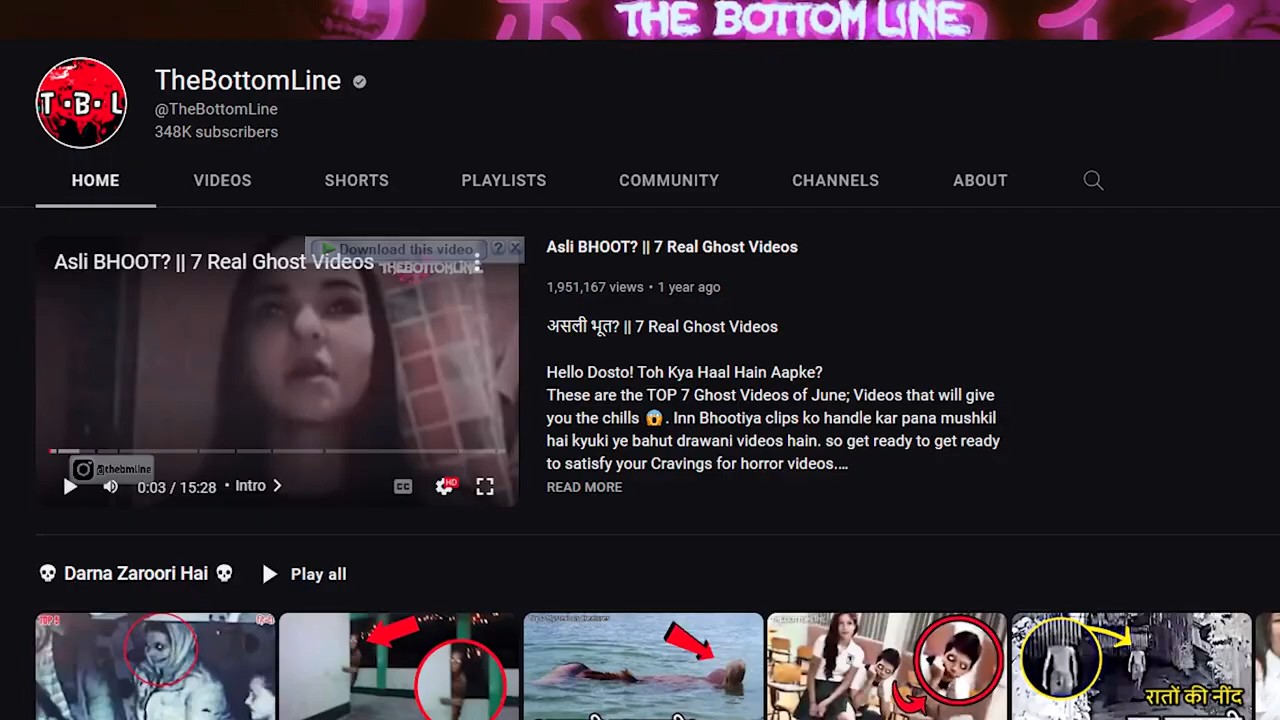 THE BOTTOM LINE
T·B·L
TheBottomLine
@TheBottomLine
348K subscribers
HOME
VIDEOS
SHORTS
PLAYLISTS
COMMUNITY
CHANNELS
ABOUT
Download this video
?
Asli BHOOT? || 7 Real Ghost Videos
THEBOTTOMLINE
@thebmline
0:03 / 15:28 • Intro
CC
HD
Asli BHOOT? || 7 Real Ghost Videos
1,951,167 views • 1 year ago
असली भूत? || 7 Real Ghost Videos
Hello Dosto! Toh Kya Haal Hain Aapke?
These are the TOP 7 Ghost Videos of June; Videos that will give
you the chills 😱. Inn Bhootiya clips ko handle kar pana mushkil
hai kyuki ye bahut drawani videos hain. so get ready to get ready
to satisfy your Cravings for horror videos....
READ MORE
💀 Darna Zaroori Hai 💀
Play all
THEBOTTOMLINE
रातों की नींद